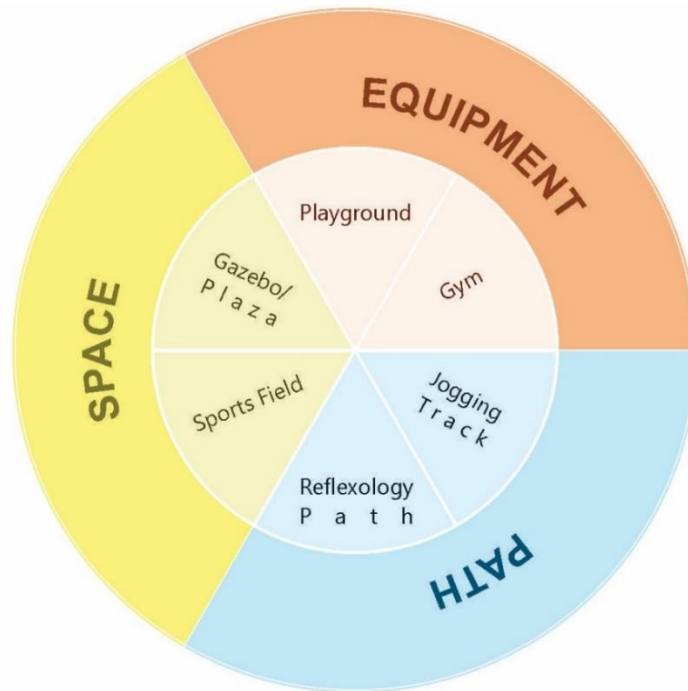 EQUIPMENT
Playground
Gym
Gazebo/
Plaza
SPACE
Sports Field
Jogging
Track
Reflexology
Path
PATH